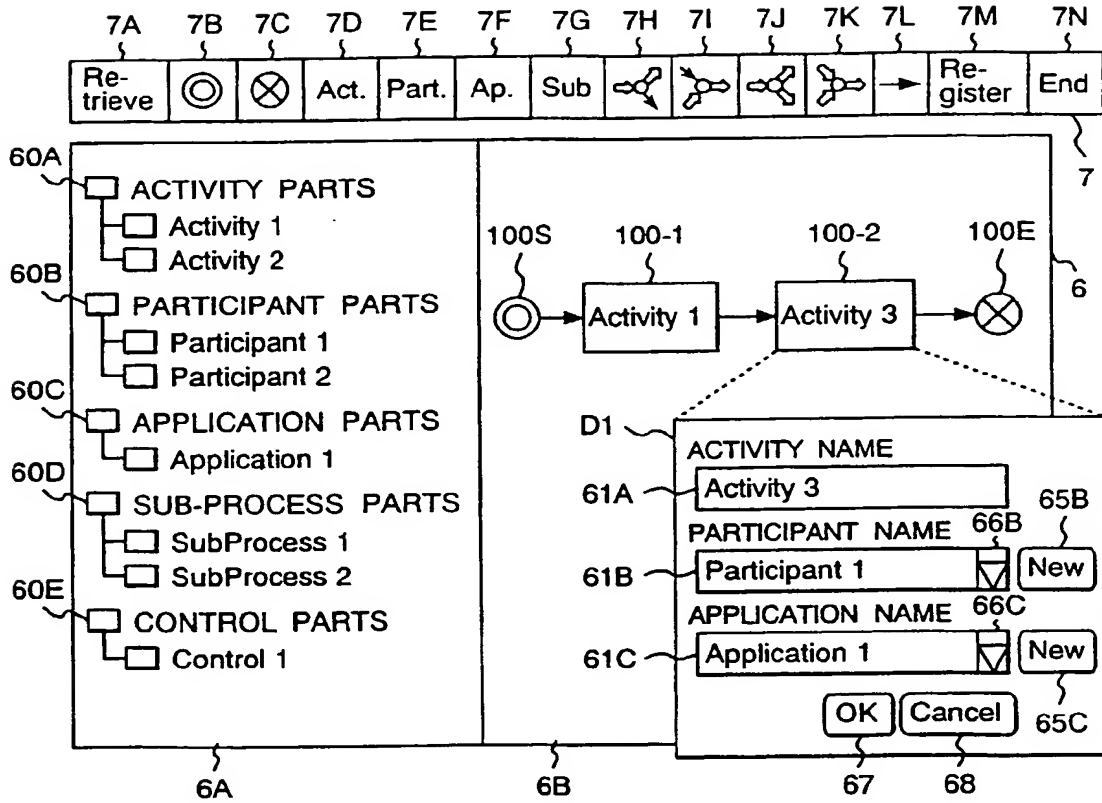 7A 7B 7C 7D 7E 7F 7G 7H 7I 7J 7K 7L 7M 7N
Re-
trieve
Act. Part. Ap. Sub
Re-
gister
End
7
60A
ACTIVITY PARTS
Activity 1
Activity 2
60B
PARTICIPANT PARTS
Participant 1
Participant 2
60C
APPLICATION PARTS
Application 1
60D
SUB-PROCESS PARTS
SubProcess 1
SubProcess 2
60E
CONTROL PARTS
Control 1
6A
100S 100-1 100-2 100E
6
Activity 1 Activity 3
D1
ACTIVITY NAME
61A Activity 3
65B
PARTICIPANT NAME 66B
61B Participant 1 New
APPLICATION NAME 66C
61C Application 1 New
OK Cancel 65C
6B 67 68